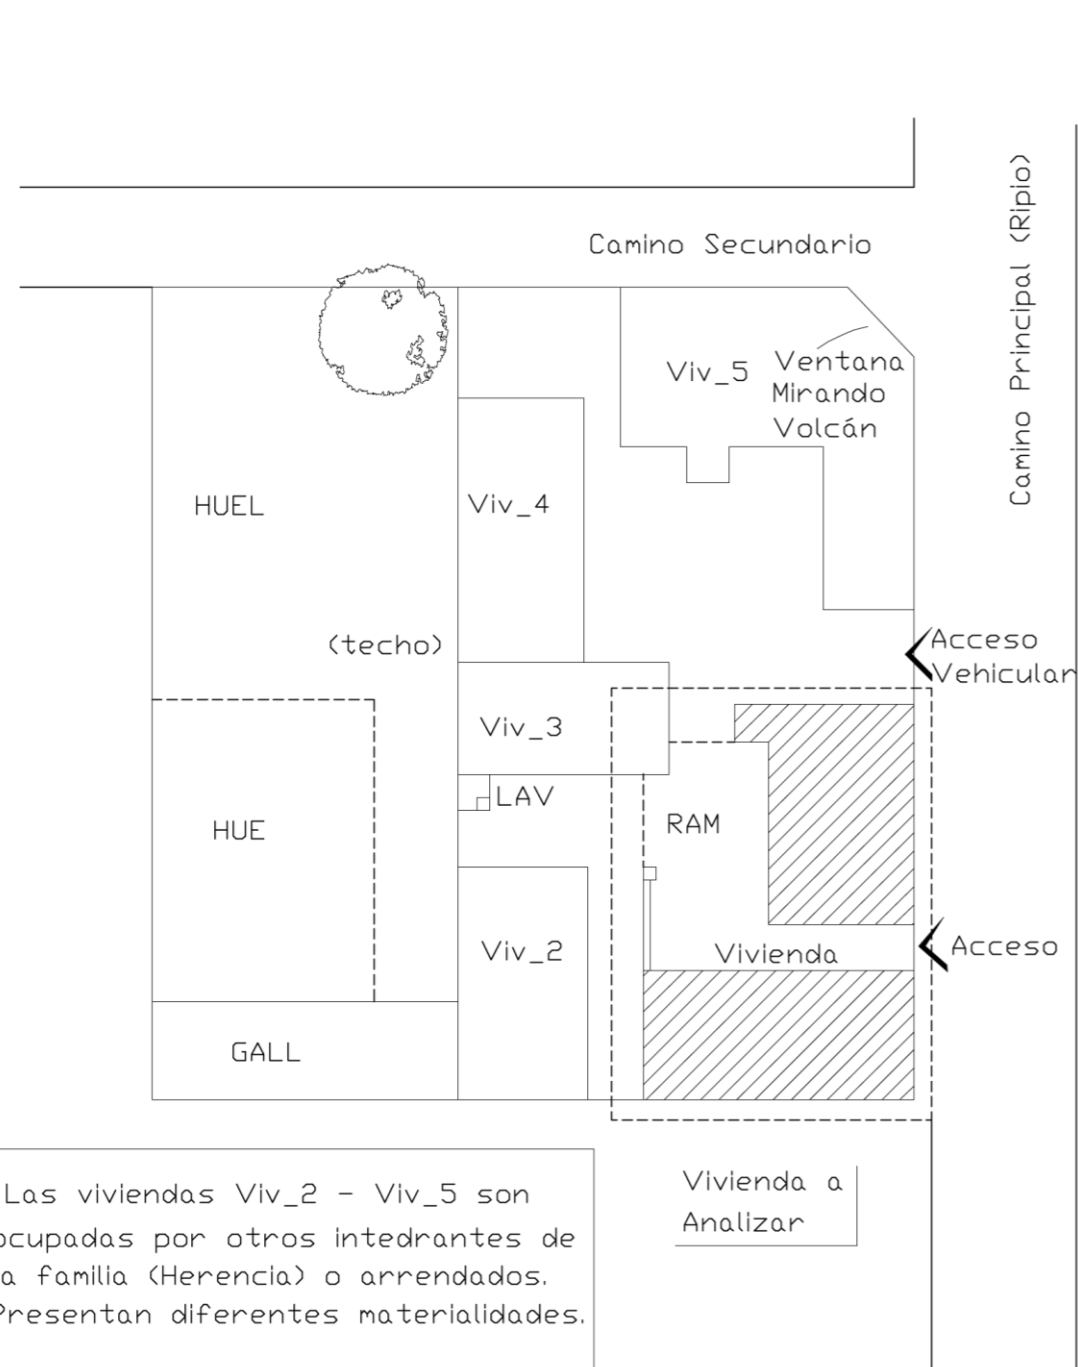 Camino Secundario
Camino Principal (Ripio)
Viv_5
Ventana
Mirando
Volcán
HUEL
Viv_4
(techo)
Acceso
Vehicular
Viv_3
LAV
RAM
HUE
Viv_2
Vivienda
Acceso
GALL
Las viviendas Viv_2 - Viv_5 son
ocupadas por otros intedrantes de
a familia (Herencia) o arrendados.
Presentan diferentes materialidades.
Vivienda a
Analizar